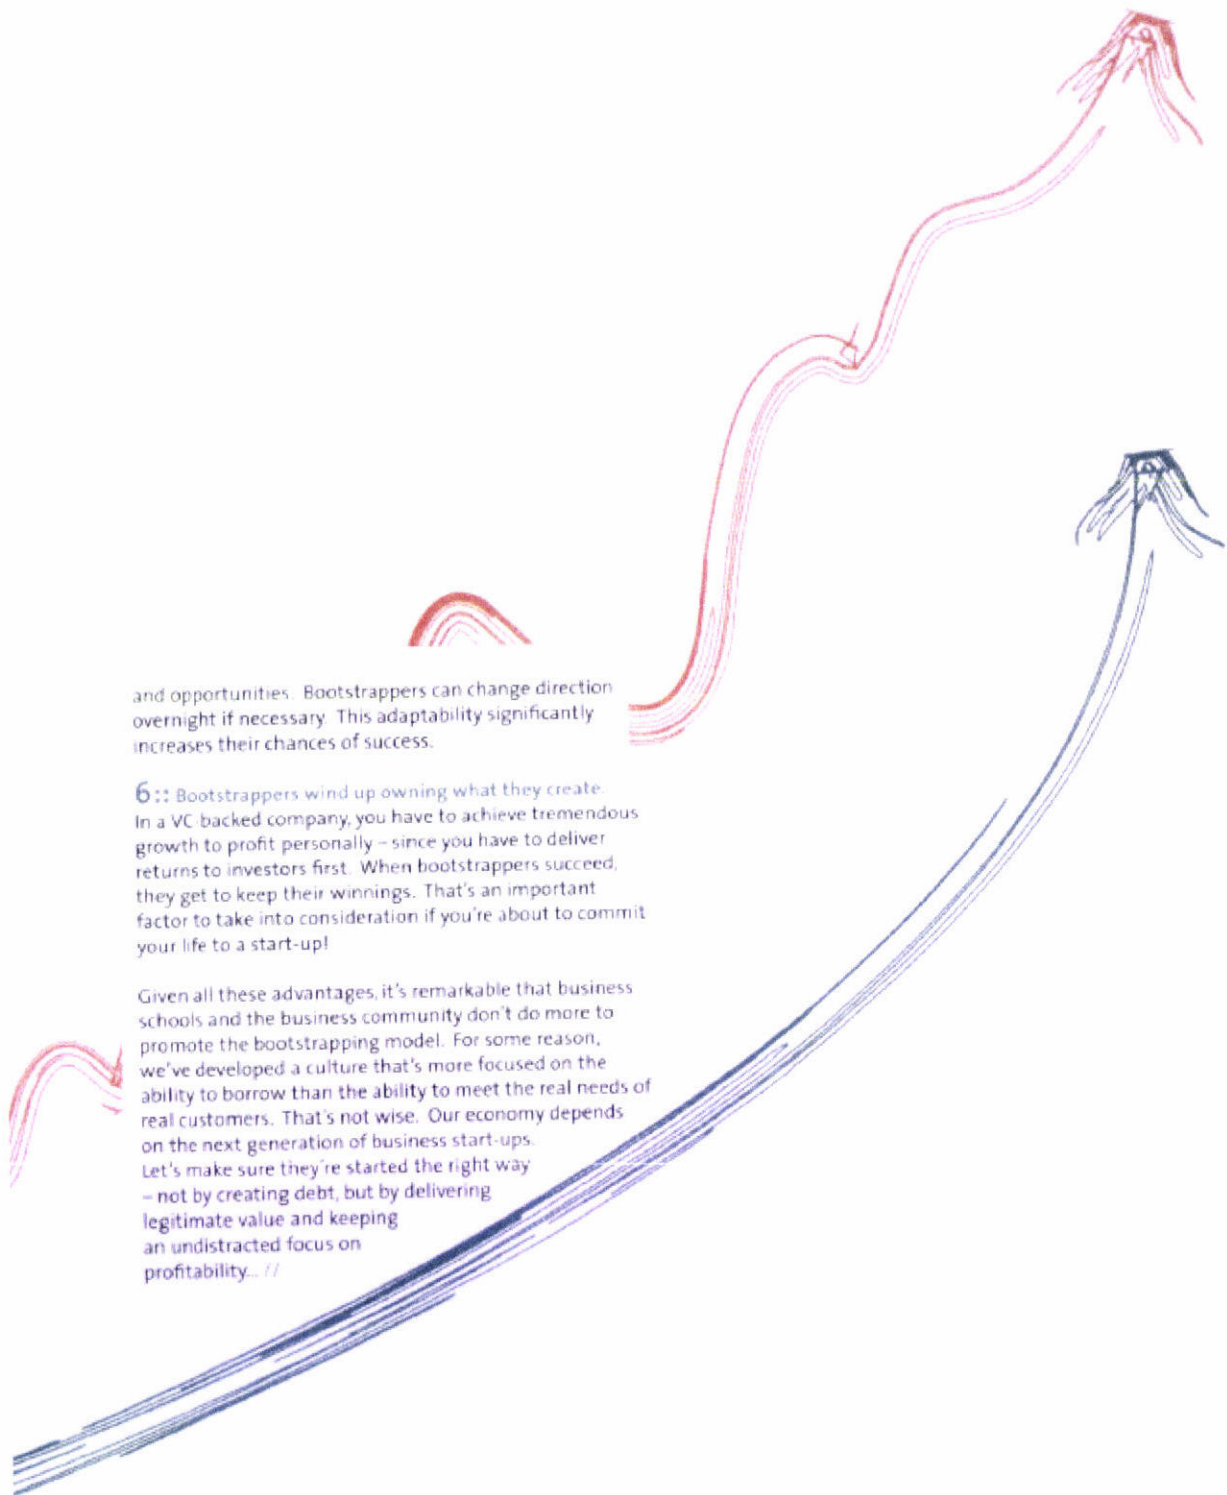 and opportunities. Bootstrappers can change direction
overnight if necessary. This adaptability significantly
increases their chances of success.
6:: Bootstrappers wind up owning what they create.
In a VC-backed company, you have to achieve tremendous
growth to profit personally – since you have to deliver
returns to investors first. When bootstrappers succeed,
they get to keep their winnings. That's an important
factor to take into consideration if you're about to commit
your life to a start-up!
Given all these advantages, it's remarkable that business
schools and the business community don't do more to
promote the bootstrapping model. For some reason,
we've developed a culture that's more focused on the
ability to borrow than the ability to meet the real needs of
real customers. That's not wise. Our economy depends
on the next generation of business start-ups.
Let's make sure they're started the right way
– not by creating debt, but by delivering
legitimate value and keeping
an undistracted focus on
profitability... //